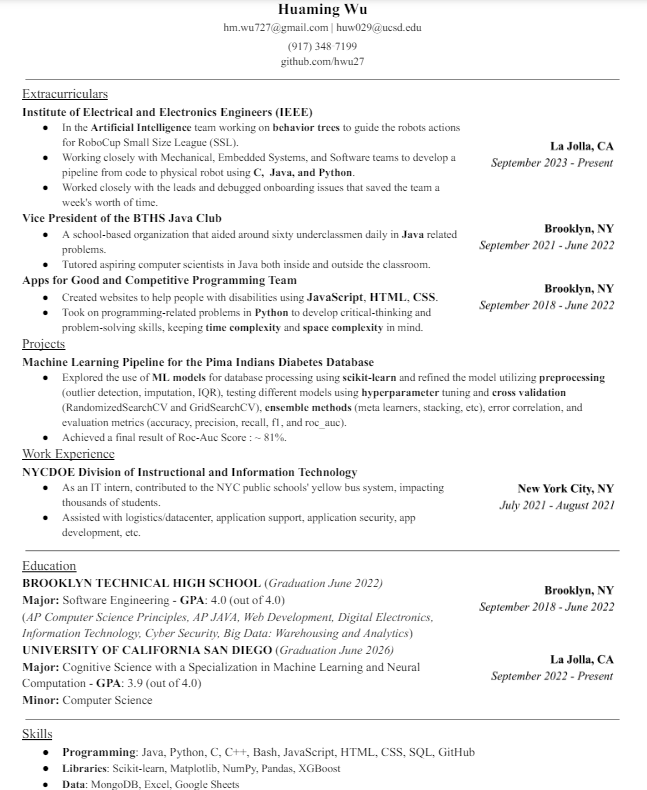 Huaming Wu
hm.wu727@gmail.com | huw029@ucsd.edu
(917) 348 7199
github.com/hwu27
Extracurriculars
Institute of Electrical and Electronics Engineers (IEEE)
● In the Artificial Intelligence team working on behavior trees to guide the robots actions
for RoboCup Small Size League (SSL).
● Working closely with Mechanical, Embedded Systems, and Software teams to develop a
pipeline from code to physical robot using C, Java, and Python.
● Worked closely with the leads and debugged onboarding issues that saved the team a
week's worth of time.
La Jolla, CA
September 2023 - Present
Vice President of the BTHS Java Club
● A school-based organization that aided around sixty underclassmen daily in Java related
problems.
● Tutored aspiring computer scientists in Java both inside and outside the classroom.
Brooklyn, NY
September 2021 - June 2022
Apps for Good and Competitive Programming Team
● Created websites to help people with disabilities using JavaScript, HTML, CSS.
● Took on programming-related problems in Python to develop critical-thinking and
problem-solving skills, keeping time complexity and space complexity in mind.
Brooklyn, NY
September 2018 - June 2022
Projects
Machine Learning Pipeline for the Pima Indians Diabetes Database
● Explored the use of ML models for database processing using scikit-learn and refined the model utilizing preprocessing
(outlier detection, imputation, IQR), testing different models using hyperparameter tuning and cross validation
(RandomizedSearchCV and GridSearchCV), ensemble methods (meta learners, stacking, etc), error correlation, and
evaluation metrics (accuracy, precision, recall, f1, and roc_auc).
● Achieved a final result of Roc-Auc Score : ~ 81%.
Work Experience
NYCDOE Division of Instructional and Information Technology
● As an IT intern, contributed to the NYC public schools' yellow bus system, impacting
thousands of students.
● Assisted with logistics/datacenter, application support, application security, app
development, etc.
New York City, NY
July 2021 - August 2021
Education
BROOKLYN TECHNICAL HIGH SCHOOL (Graduation June 2022)
Major: Software Engineering - GPA: 4.0 (out of 4.0)
(AP Computer Science Principles, AP JAVA, Web Development, Digital Electronics,
Information Technology, Cyber Security, Big Data: Warehousing and Analytics)
Brooklyn, NY
September 2018 - June 2022
UNIVERSITY OF CALIFORNIA SAN DIEGO (Graduation June 2026)
Major: Cognitive Science with a Specialization in Machine Learning and Neural
Computation - GPA: 3.9 (out of 4.0)
Minor: Computer Science
La Jolla, CA
September 2022 - Present
Skills
● Programming: Java, Python, C, C++, Bash, JavaScript, HTML, CSS, SQL, GitHub
● Libraries: Scikit-learn, Matplotlib, NumPy, Pandas, XGBoost
● Data: MongoDB, Excel, Google Sheets